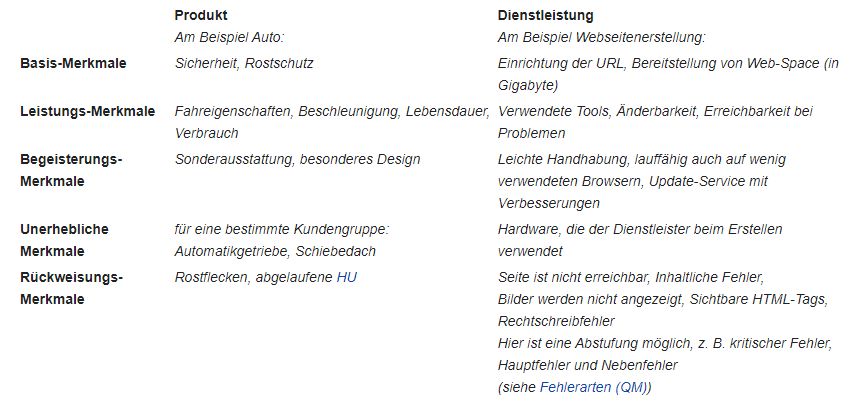 Produkt Dienstleistung
Am Beispiel Auto: Am Beispiel Webseitenerstellung:
Basis-Merkmale Sicherheit, Rostschutz Einrichtung der URL, Bereitstellung von Web-Space (in
Gigabyte)
Leistungs-Merkmale Fahreigenschaften, Beschleunigung, Lebensdauer, Verwendete Tools, Änderbarkeit, Erreichbarkeit bei
Verbrauch Problemen
Begeisterungs- Sonderausstattung, besonderes Design Leichte Handhabung, lauffähig auch auf wenig
Merkmale verwendeten Browsern, Update-Service mit
Verbesserungen
Unerhebliche für eine bestimmte Kundengruppe: Hardware, die der Dienstleister beim Erstellen
Merkmale Automatikgetriebe, Schiebedach verwendet
Rückweisungs- Rostflecken, abgelaufene HU Seite ist nicht erreichbar, Inhaltliche Fehler,
Merkmale Bilder werden nicht angezeigt, Sichtbare HTML-Tags,
Rechtschreibfehler
Hier ist eine Abstufung möglich, z. B. kritischer Fehler,
Hauptfehler und Nebenfehler
(siehe Fehlerarten (QM))